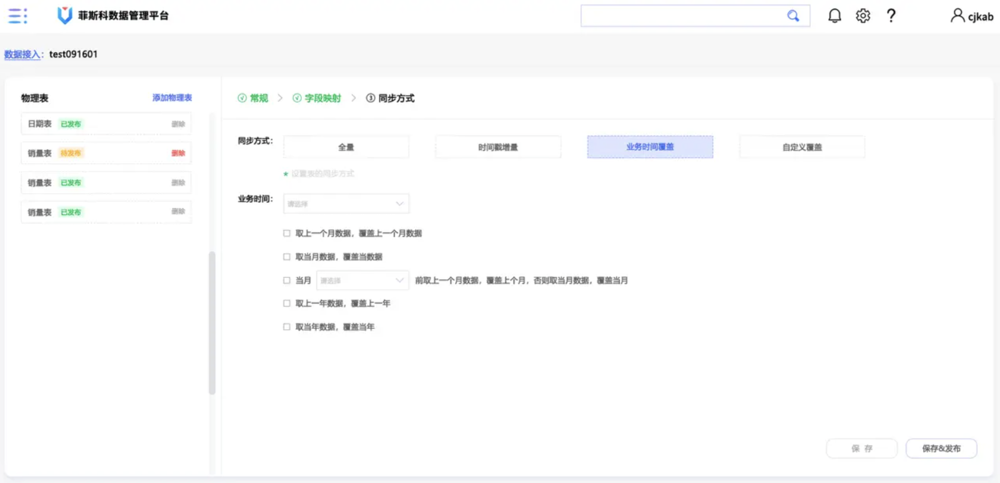 菲斯科数据管理平台
cjkab
数据接入： test091601
物理表 添加物理表
日期表 已发布 删除
销量表 待发布 删除
销量表 已发布 删除
销量表 已发布 删除
常规 > 字段映射 > ③ 同步方式
同步方式： 全量 时间戳增量 业务时间覆盖 自定义覆盖
* 设置表的同步方式
业务时间： 请选择
取上一个月数据，覆盖上一个月数据
取当月数据，覆盖当数据
当月 请选择 前取上一个月数据，覆盖上个月，否则取当月数据，覆盖当月
取上一年数据，覆盖上一年
取当年数据，覆盖当年
保 存 保存&发布